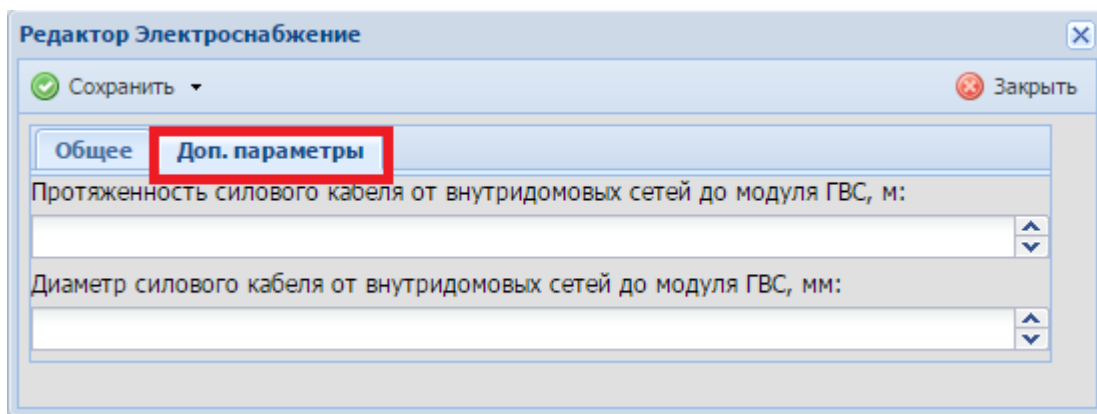 Редактор Электроснабжение
Сохранить Закрыть
Общее Доп. параметры
Протяженность силового кабеля от внутридомовых сетей до модуля ГВС, м:
Диаметр силового кабеля от внутридомовых сетей до модуля ГВС, мм: